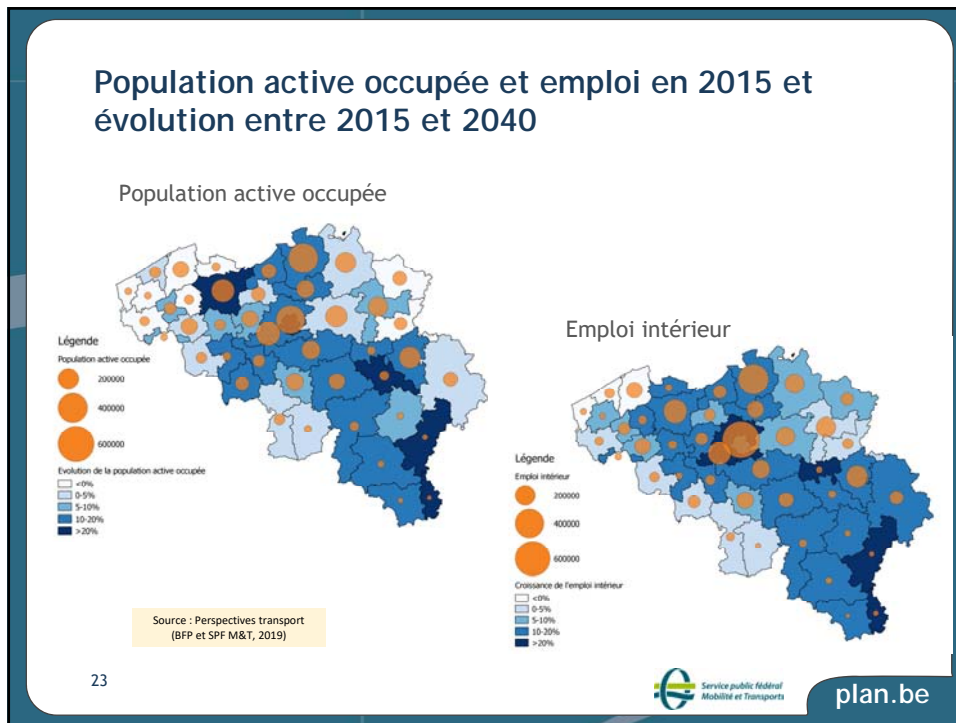 Population active occupée et emploi en 2015 et
évolution entre 2015 et 2040
Population active occupée
Légende
Population active occupée
200000
400000
600000
Evolution de la population active occupée
<0%
0-5%
5-10%
10-20%
>20%
Emploi intérieur
Légende
Emploi intérieur
200000
400000
600000
Croissance de l'emploi intérieur
<0%
0-5%
5-10%
10-20%
>20%
Source : Perspectives transport
(BFP et SPF M&T, 2019)
23
Service public fédéral
Mobilité et Transports
plan.be